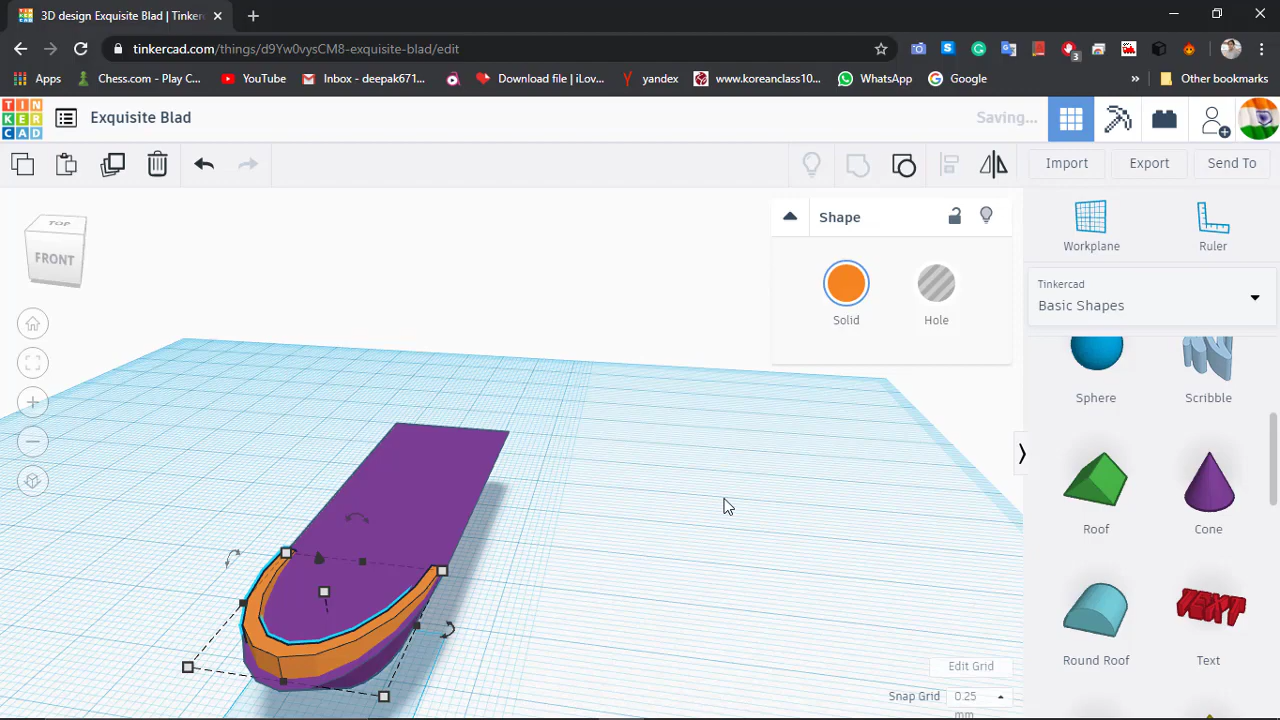 3D design Exquisite Blad | Tinker
tinkercad.com/things/d9Yw0vysCM8-exquisite-blad/edit
3
Apps
Chess.com - Play C...
YouTube
Inbox - deepak671...
Download file | iLov...
yandex
www.koreanclass10...
WhatsApp
Google
»
Other bookmarks
TIN
KER
CAD
Exquisite Blad
Saving...
Import
Export
Send To
TOP
FRONT
Shape
Solid
Hole
Workplane
Ruler
Tinkercad
Basic Shapes
Sphere
Scribble
Roof
Cone
Round Roof
TEXT
Text
Edit Grid
Snap Grid
0.25
mm